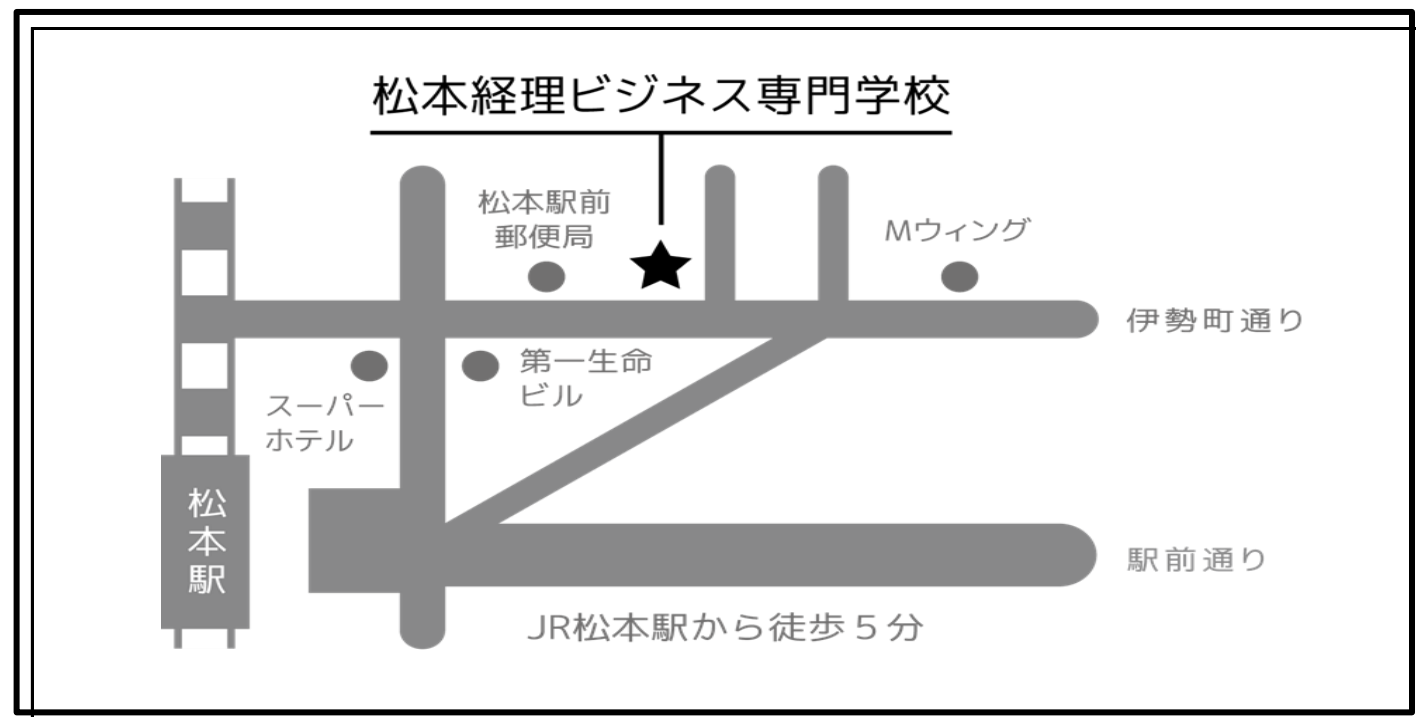 松本経理ビジネス専門学校
松本駅前
郵便局
Mウィング
伊勢町通り
第一生命
ビル
スーパー
ホテル
松本駅
駅前通り
JR松本駅から徒歩５分